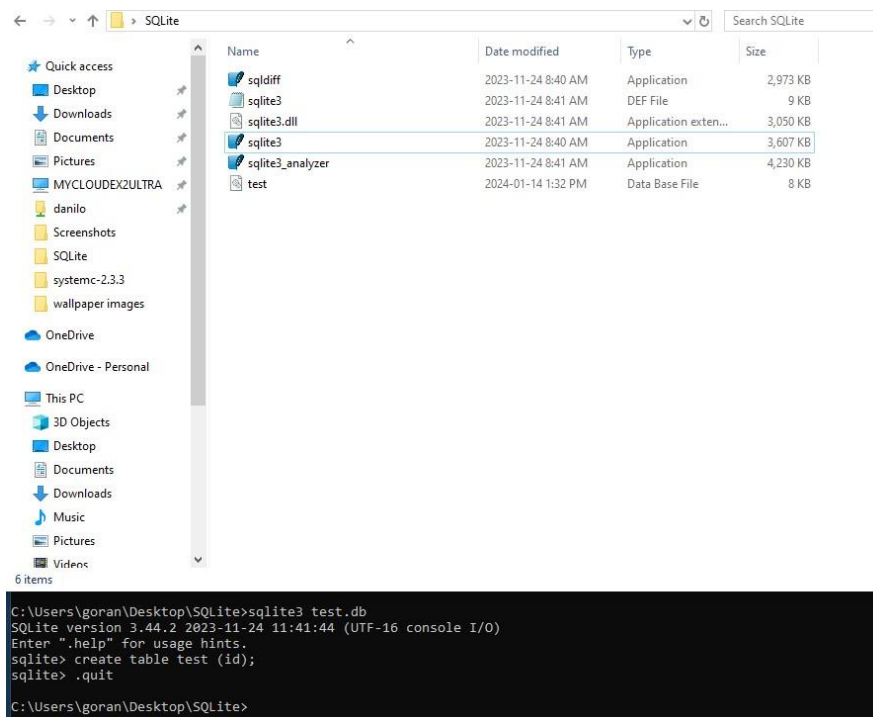 SQLite
Search SQLite
Name Date modified Type Size
Quick access
Desktop
Downloads
Documents
Pictures
MYCLOUDEX2ULTRA
danilo
Screenshots
SQLite
systemc-2.3.3
wallpaper images
OneDrive
OneDrive - Personal
This PC
3D Objects
Desktop
Documents
Downloads
Music
Pictures
Videos
sqldiff 2023-11-24 8:40 AM Application 2,973 KB
sqlite3 2023-11-24 8:41 AM DEF File 9 KB
sqlite3.dll 2023-11-24 8:41 AM Application exten... 3,050 KB
sqlite3 2023-11-24 8:40 AM Application 3,607 KB
sqlite3_analyzer 2023-11-24 8:41 AM Application 4,230 KB
test 2024-01-14 1:32 PM Data Base File 8 KB
6 items
C:\Users\goran\Desktop\SQLite>sqlite3 test.db
SQLite version 3.44.2 2023-11-24 11:41:44 (UTF-16 console I/O)
Enter ".help" for usage hints.
sqlite> create table test (id);
sqlite> .quit
C:\Users\goran\Desktop\SQLite>